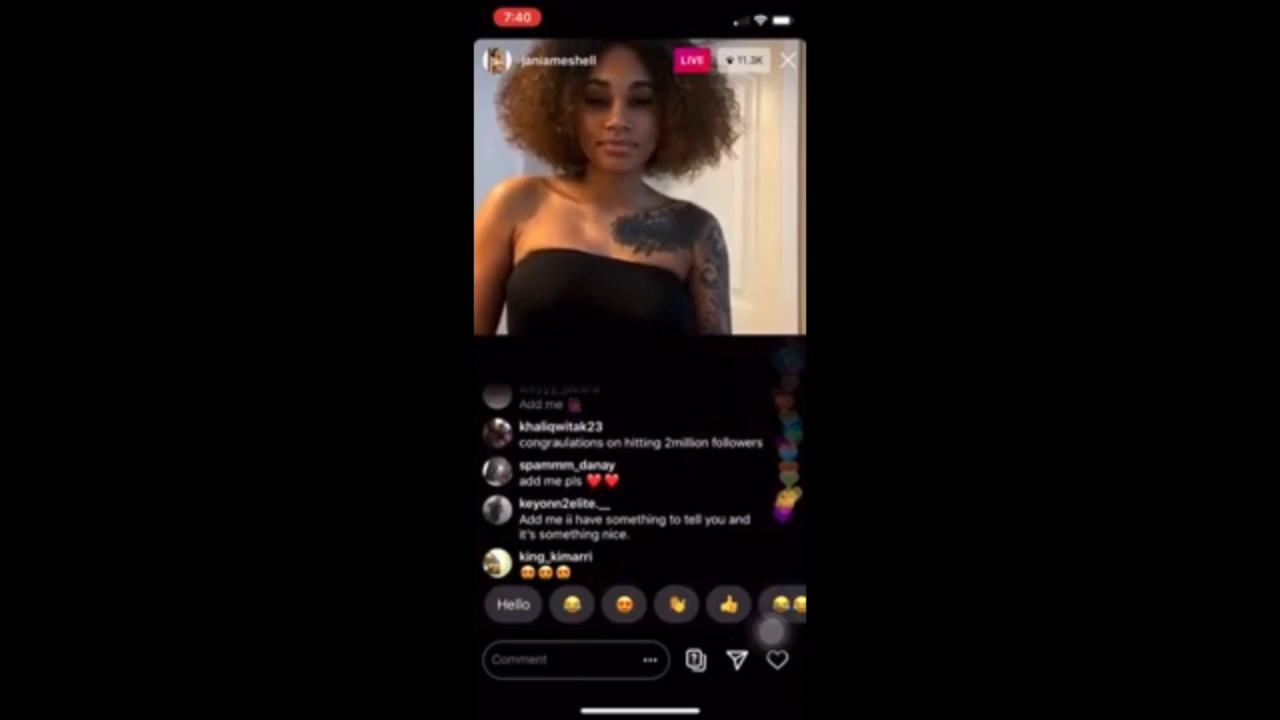 7:40
janiameshell
LIVE
11.3K
Add me
khaliqwitak23
congraulations on hitting 2million followers
spammm_danay
add me pls ❤️❤️
keyonn2elite.__
Add me ii have something to tell you and
it's something nice.
king_kimarri
😍😍😍
Hello 😂 😍 👋 👍 😂😂
Comment